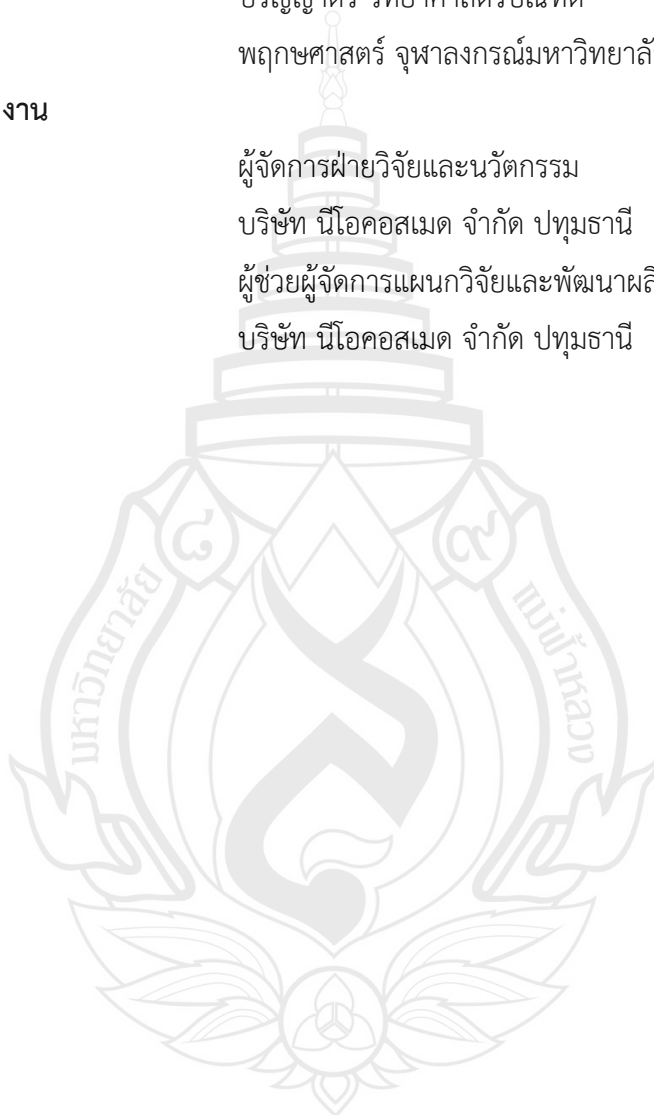 พฤกษศาสตร์ จุฬาลงกรณ์มหาวิทยาลั
งาน
ผู้จัดการฝ่ายวิจัยและนวัตกรรม
บริษัท นีโอคอสเมด จำกัด ปทุมธานี
ผู้ช่วยผู้จัดการแผนกวิจัยและพัฒนาผลิ
บริษัท นีโอคอสเมด จำกัด ปทุมธานี
๘ ๙
มหาวิทยาลัย แม่ฟ้าหลวง